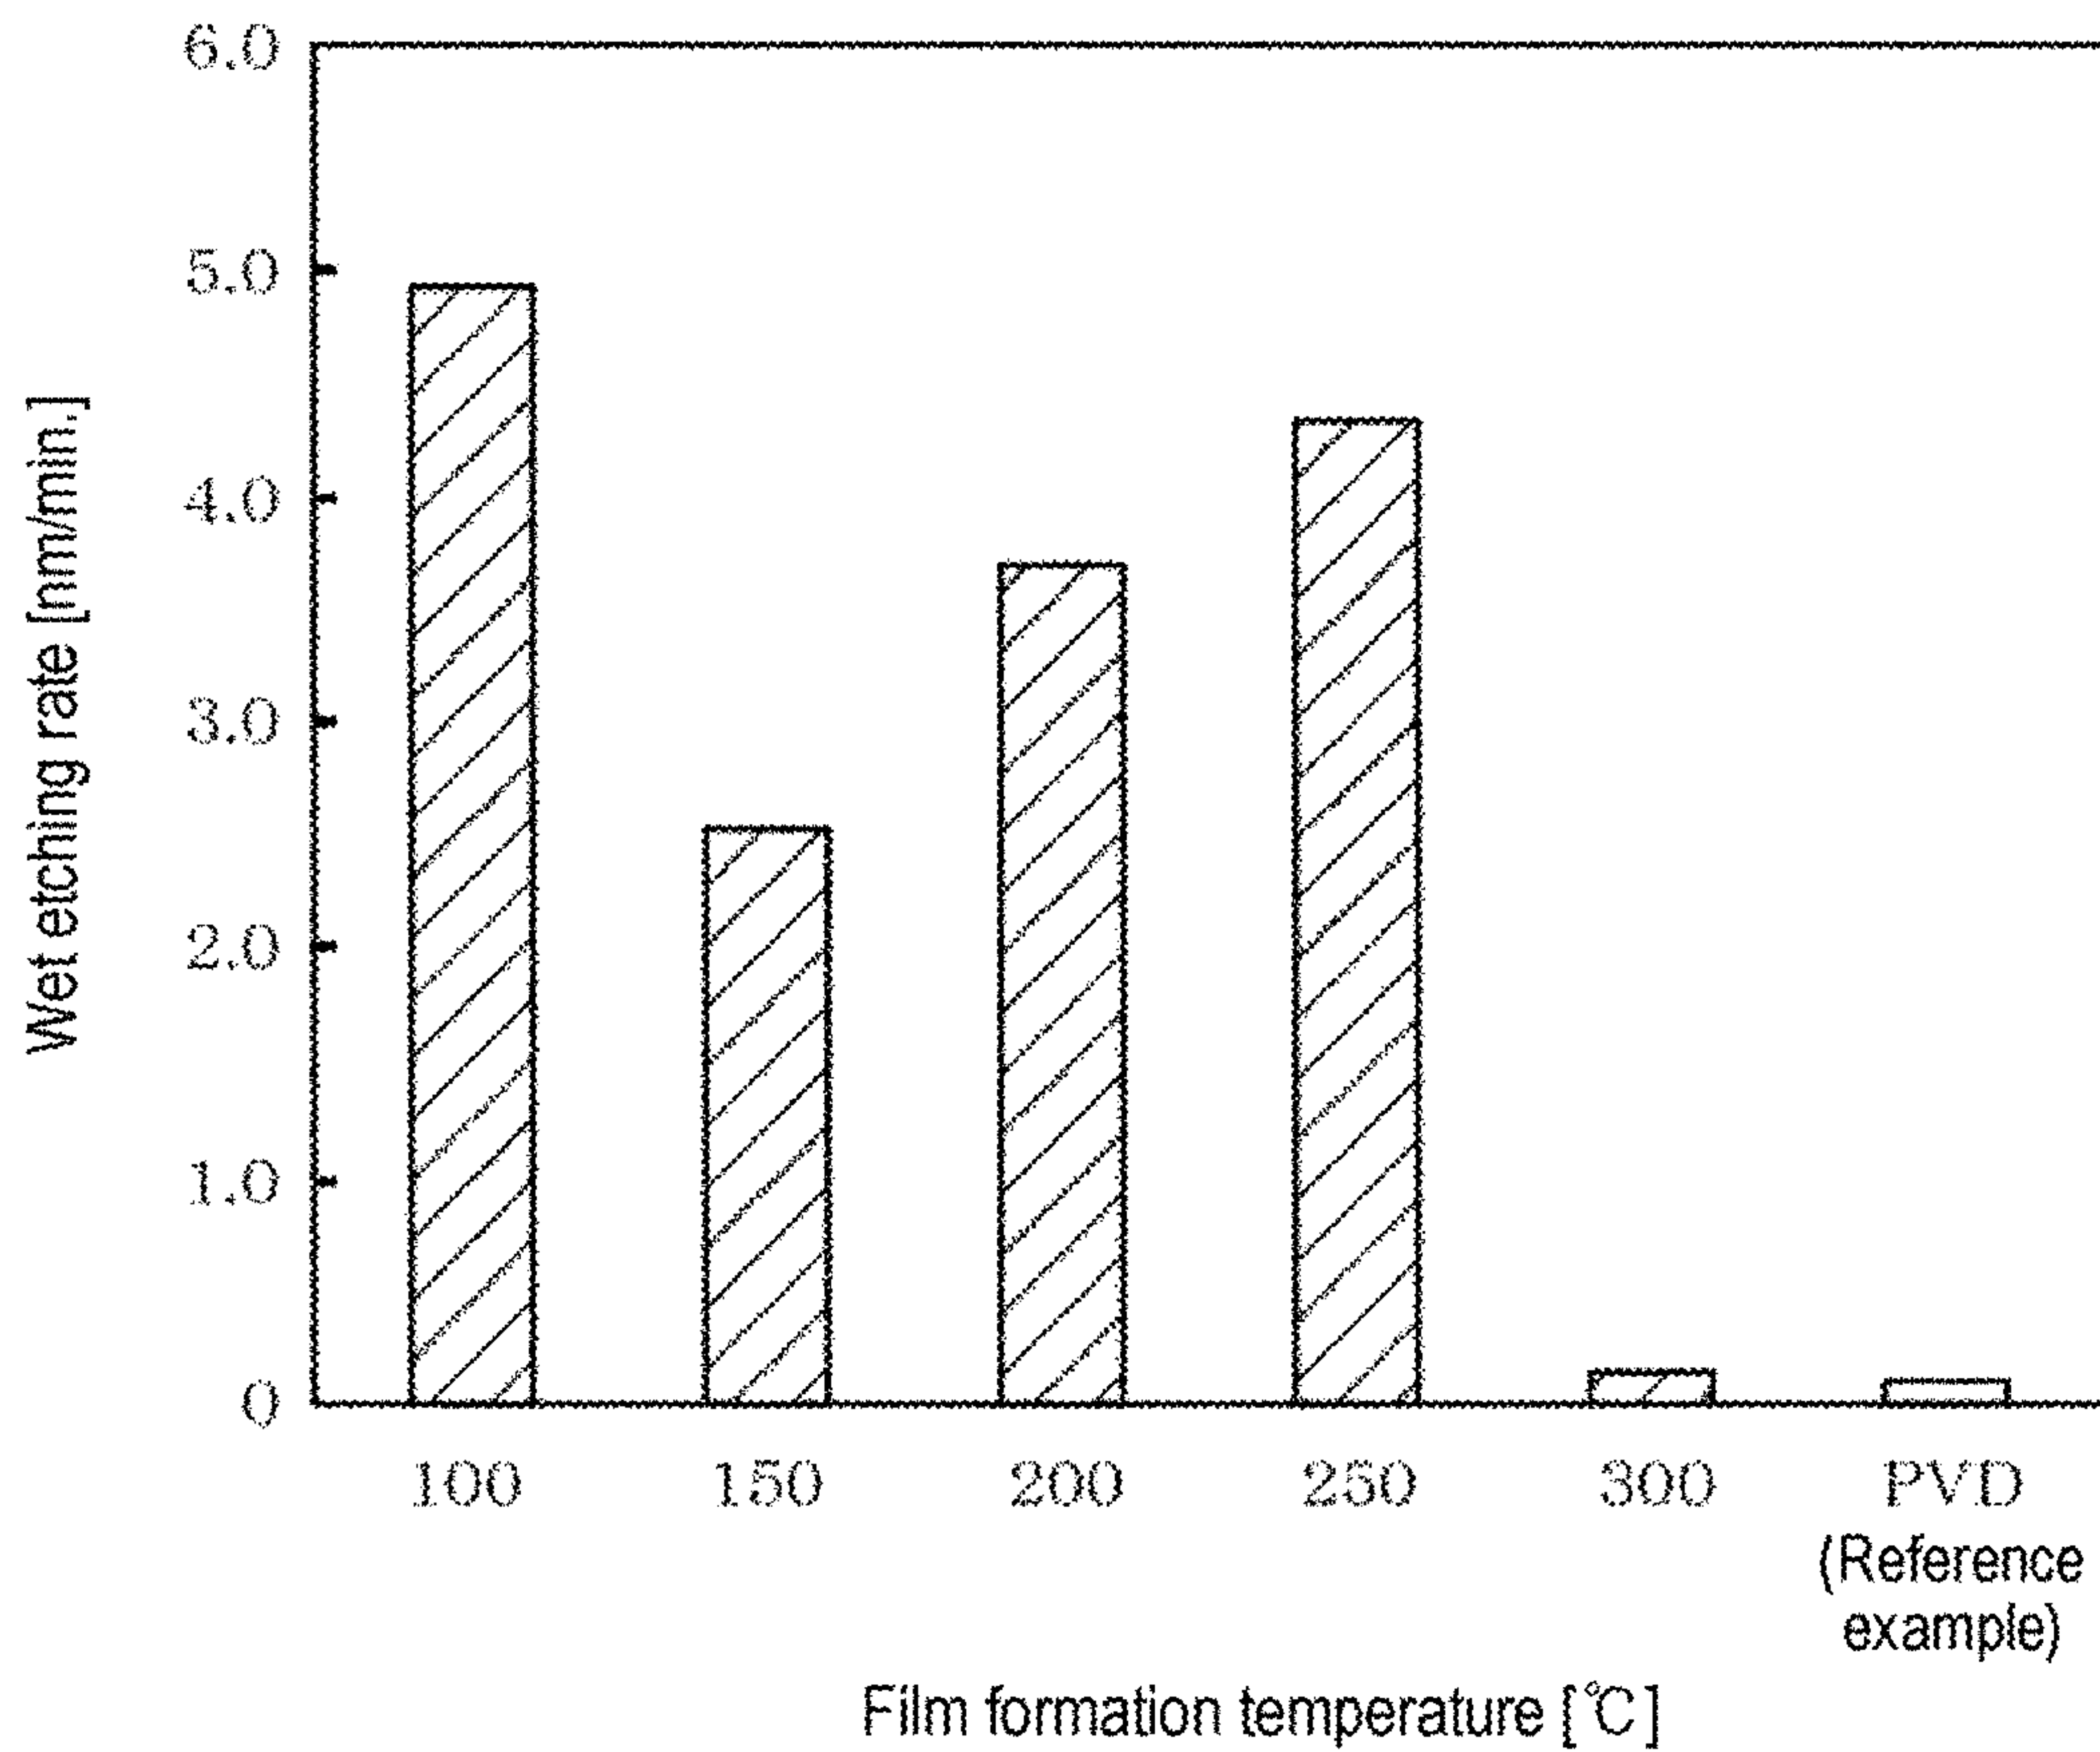 Wet etching rate [nm/min.]
6.0
5.0
4.0
3.0
2.0
1.0
0
100 150 200 250 300 PVD
(Reference
example)
Film formation temperature [℃]